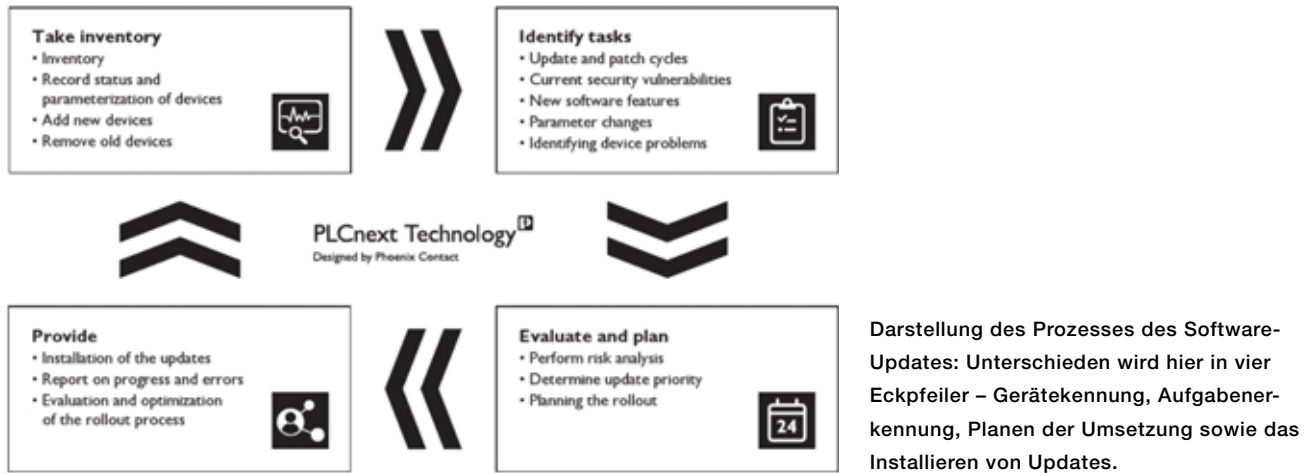 Take inventory
• Inventory
• Record status and
parameterization of devices
• Add new devices
• Remove old devices
Identify tasks
• Update and patch cycles
• Current security vulnerabilities
• New software features
• Parameter changes
• Identifying device problems
PLCnext Technology
Designed by Phoenix Contact
Provide
• Installation of the updates
• Report on progress and errors
• Evaluation and optimization
of the rollout process
Evaluate and plan
• Perform risk analysis
• Determine update priority
• Planning the rollout
24
Darstellung des Prozesses des Software-
Updates: Unterschieden wird hier in vier
Eckpfeiler – Gerätekennung, Aufgabener-
kennung, Planen der Umsetzung sowie das
Installieren von Updates.